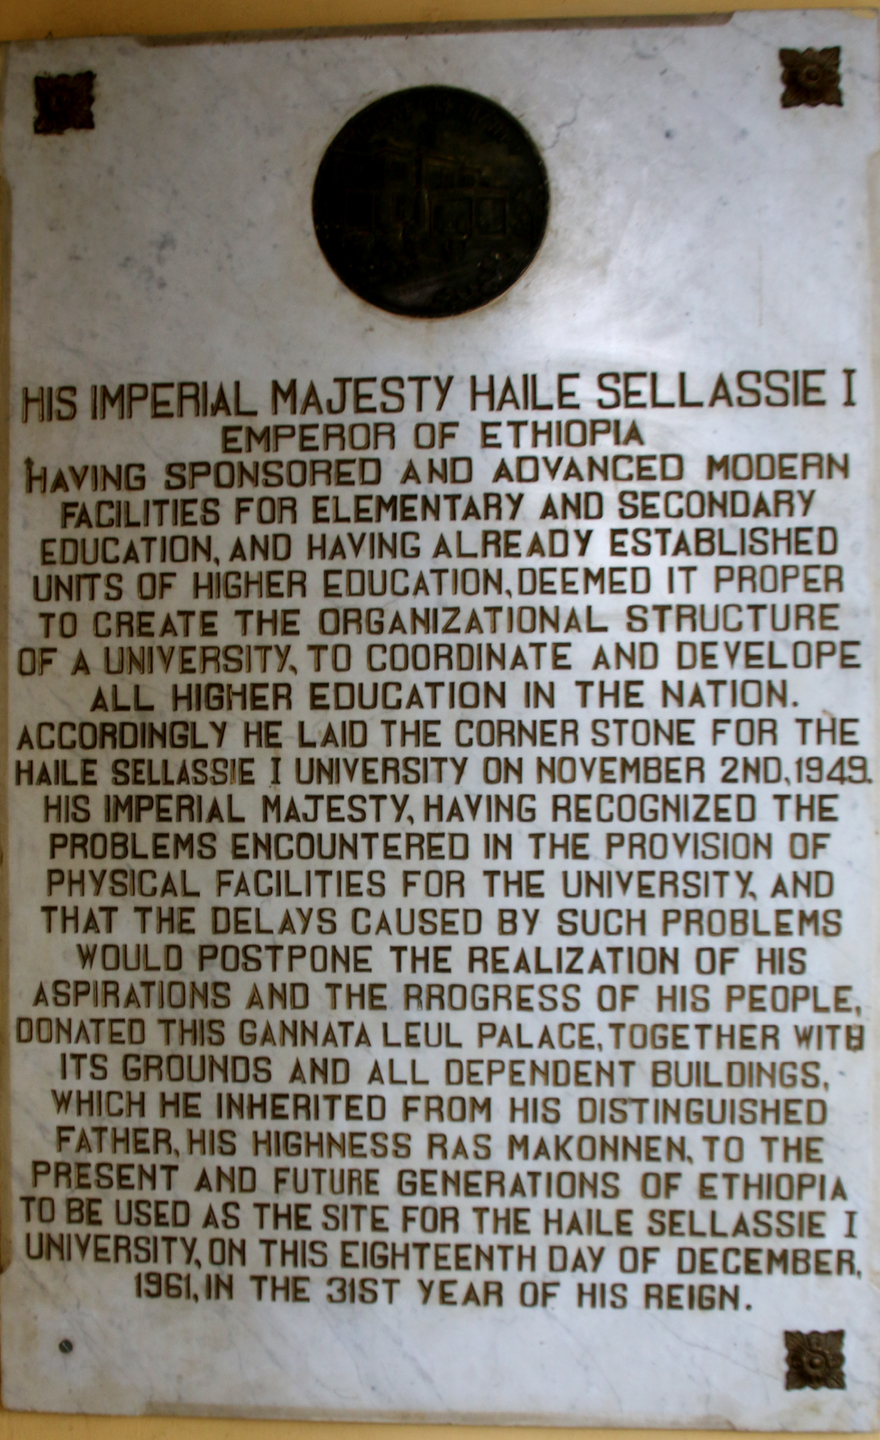 HIS IMPERIAL MAJESTY HAILE SELLASSIE I
EMPEROR OF ETHIOPIA
HAVING SPONSORED AND ADVANCED MODERN
FACILITIES FOR ELEMENTARY AND SECONDARY
EDUCATION, AND HAVING ALREADY ESTABLISHED
UNITS OF HIGHER EDUCATION, DEEMED IT PROPER
TO CREATE THE ORGANIZATIONAL STRUCTURE
OF A UNIVERSITY, TO COORDINATE AND DEVELOPE
ALL HIGHER EDUCATION IN THE NATION.
ACCORDINGLY HE LAID THE CORNER STONE FOR THE
HAILE SELLASSIE I UNIVERSITY ON NOVEMBER 2ND, 1949.
HIS IMPERIAL MAJESTY, HAVING RECOGNIZED THE
PROBLEMS ENCOUNTERED IN THE PROVISION OF
PHYSICAL FACILITIES FOR THE UNIVERSITY, AND
THAT THE DELAYS CAUSED BY SUCH PROBLEMS
WOULD POSTPONE THE REALIZATION OF HIS
ASPIRATIONS AND THE RROGRESS OF HIS PEOPLE,
DONATED THIS GANNATA LEUL PALACE, TOGETHER WITH
ITS GROUNDS AND ALL DEPENDENT BUILDINGS,
WHICH HE INHERITED FROM HIS DISTINGUISHED
FATHER, HIS HIGHNESS RAS MAKONNEN, TO THE
PRESENT AND FUTURE GENERATIONS OF ETHIOPIA
TO BE USED AS THE SITE FOR THE HAILE SELLASSIE I
UNIVERSITY, ON THIS EIGHTEENTH DAY OF DECEMBER,
1961, IN THE 31ST YEAR OF HIS REIGN.